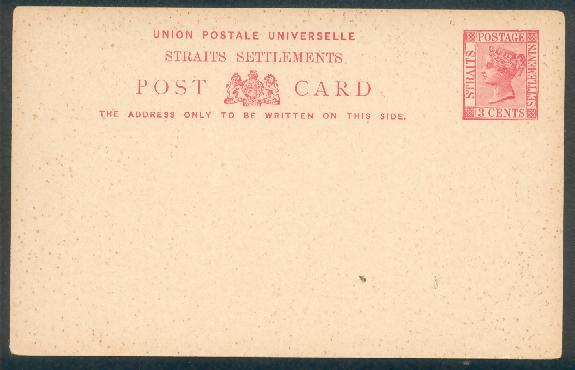 UNION POSTALE UNIVERSELLE
STRAITS SETTLEMENTS.
POST CARD
THE ADDRESS ONLY TO BE WRITTEN ON THIS SIDE.
POSTAGE
STRAITS
SETTLEMENTS
3 CENTS